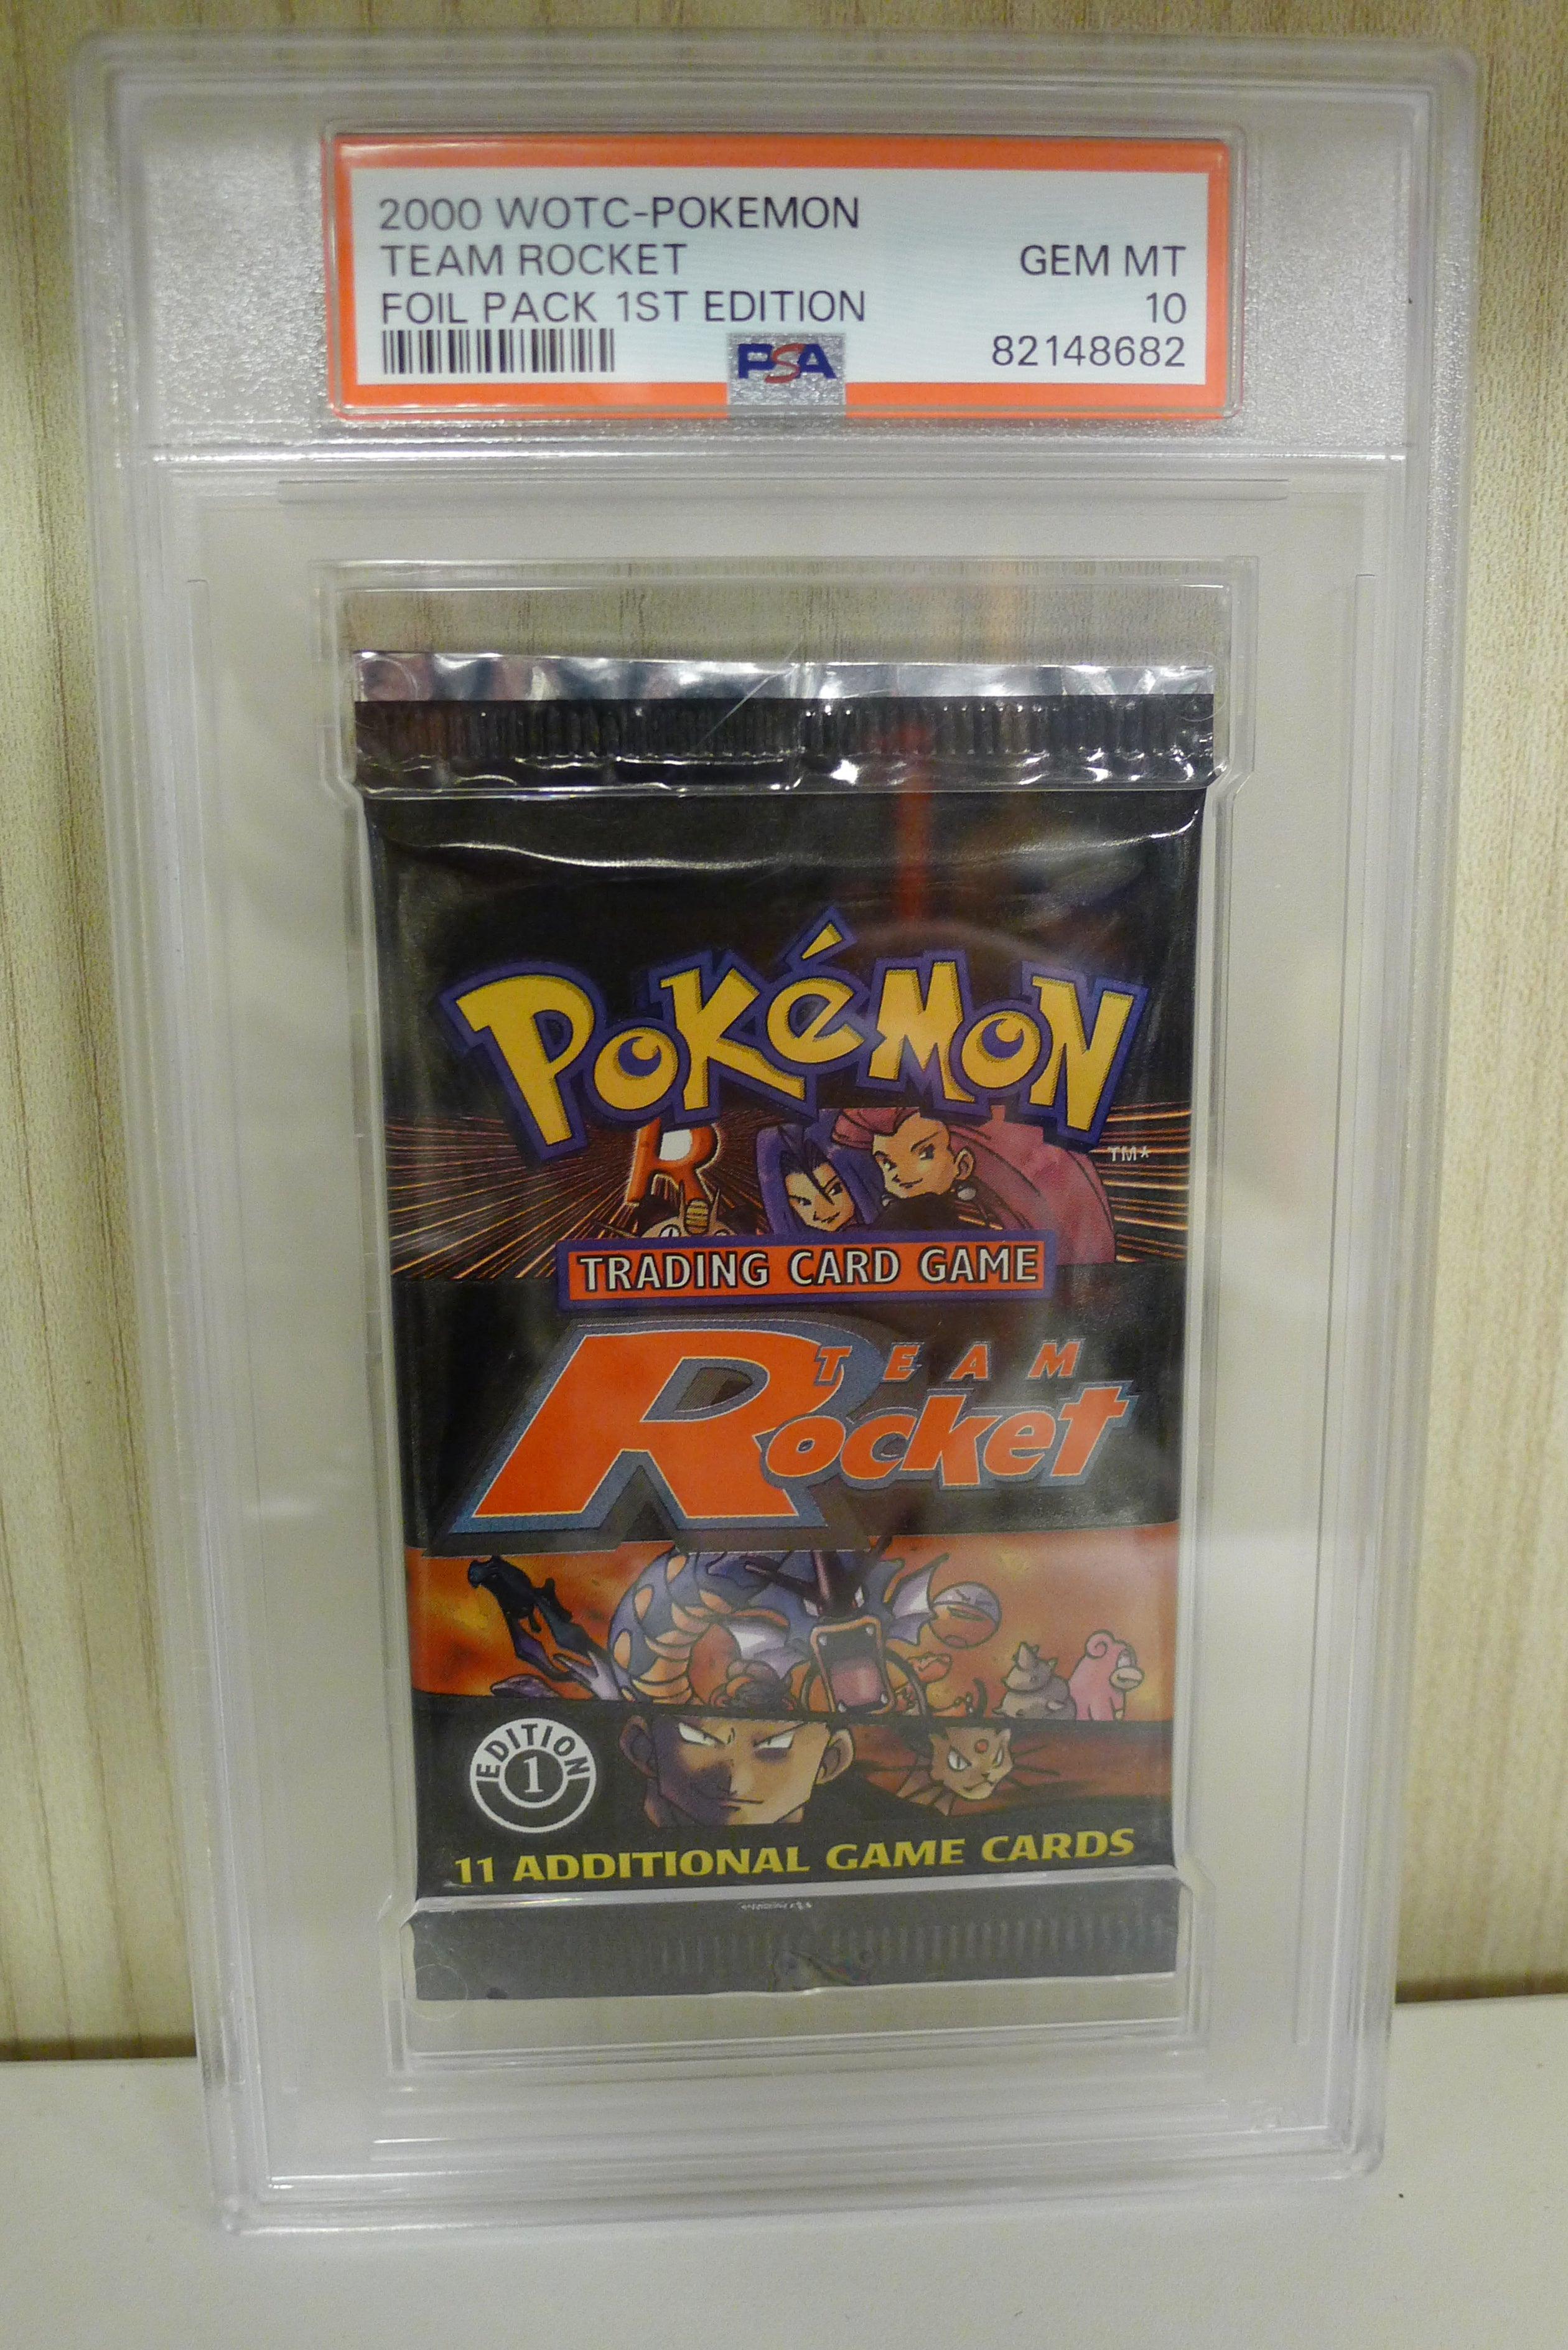 2000 WOTC-POKEMON
TEAM ROCKET GEM MT
FOIL PACK 1ST EDITION 10
PSA 82148682
POKéMON
TM*
R
TRADING CARD GAME
TEAM
Rocket
EDITION
1
11 ADDITIONAL GAME CARDS